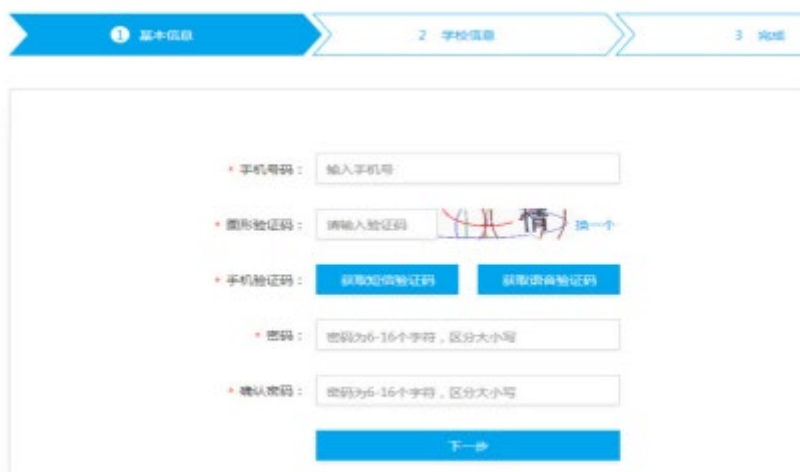 1 基本信息
2 学校信息
3 完成
* 手机号码： 输入手机号
* 图形验证码： 请输入验证码 换一个
* 手机验证码： 获取短信验证码 获取语音验证码
* 密码： 密码为6-16个字符，区分大小写
* 确认密码： 密码为6-16个字符，区分大小写
下一步